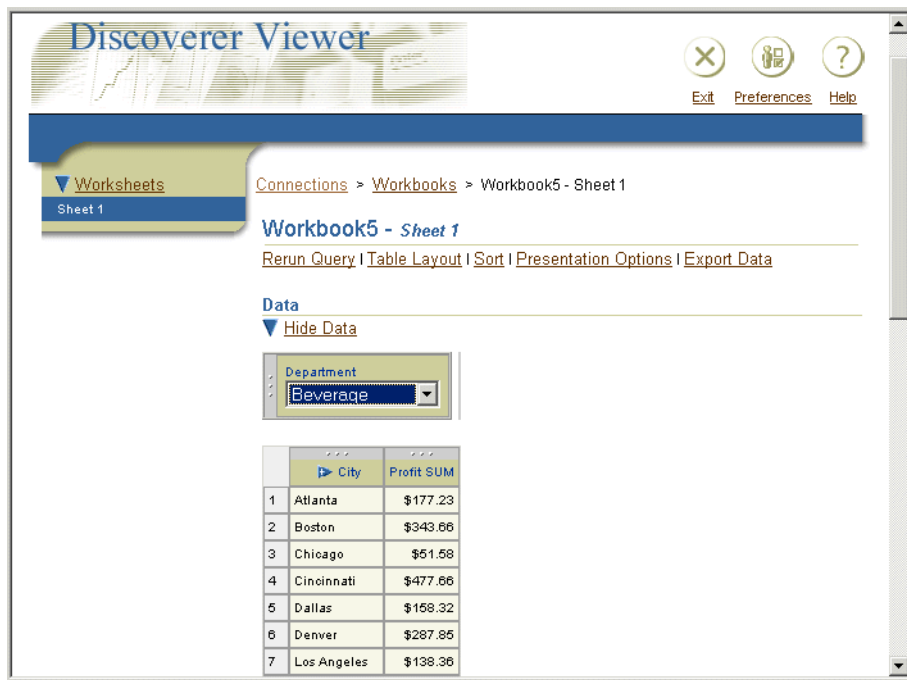 Discoverer Viewer
Exit Preferences Help
Worksheets
Sheet 1
Connections > Workbooks > Workbook5 - Sheet 1
Workbook5 - Sheet 1
Rerun Query | Table Layout | Sort | Presentation Options | Export Data
Data
Hide Data
Department
Beverage
City Profit SUM
1 Atlanta $177.23
2 Boston $343.66
3 Chicago $51.58
4 Cincinnati $477.66
5 Dallas $158.32
6 Denver $287.85
7 Los Angeles $138.36